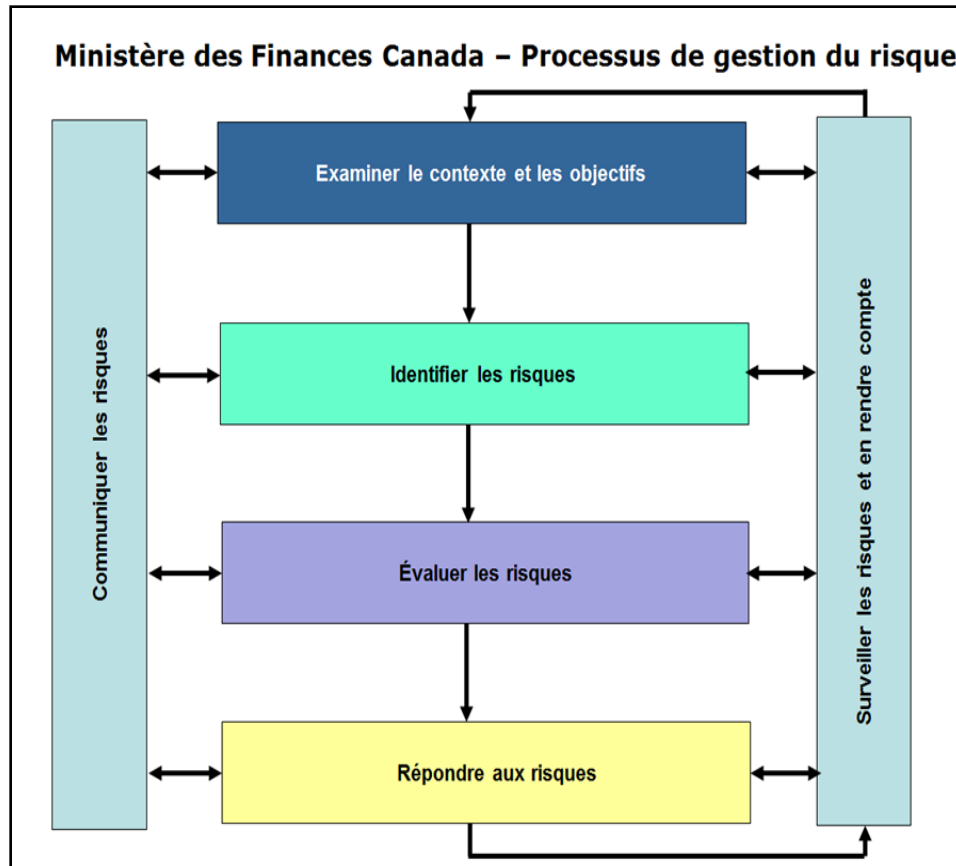 Ministère des Finances Canada – Processus de gestion du risque
Examiner le contexte et les objectifs
Identifier les risques
Évaluer les risques
Répondre aux risques
Communiquer les risques
Surveiller les risques et en rendre compte